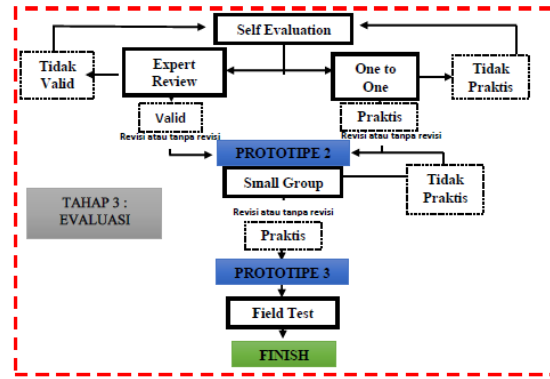 Self Evaluation
Tidak
Valid
Expert
Review
One to
One
Tidak
Praktis
Valid
Praktis
Revisi atau tanpa revisi
Revisi atau tanpa revisi
PROTOTIPE 2
Small Group
Tidak
Praktis
TAHAP 3 :
EVALUASI
Revisi atau tanpa revisi
Praktis
PROTOTIPE 3
Field Test
FINISH